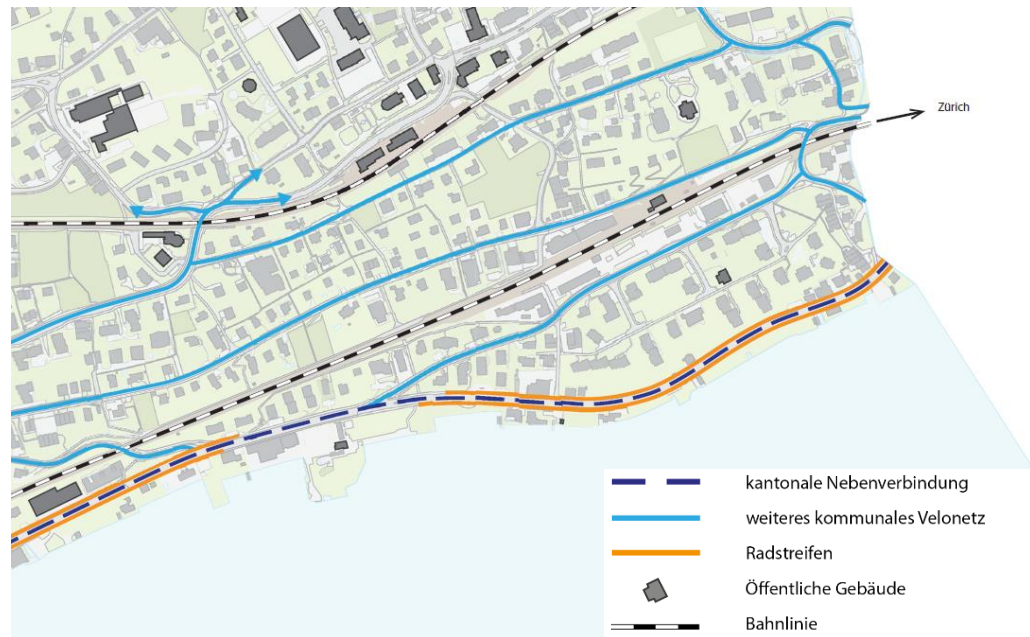 Zürich
kantonale Nebenverbindung
weiteres kommunales Velonetz
Radstreifen
Öffentliche Gebäude
Bahnlinie